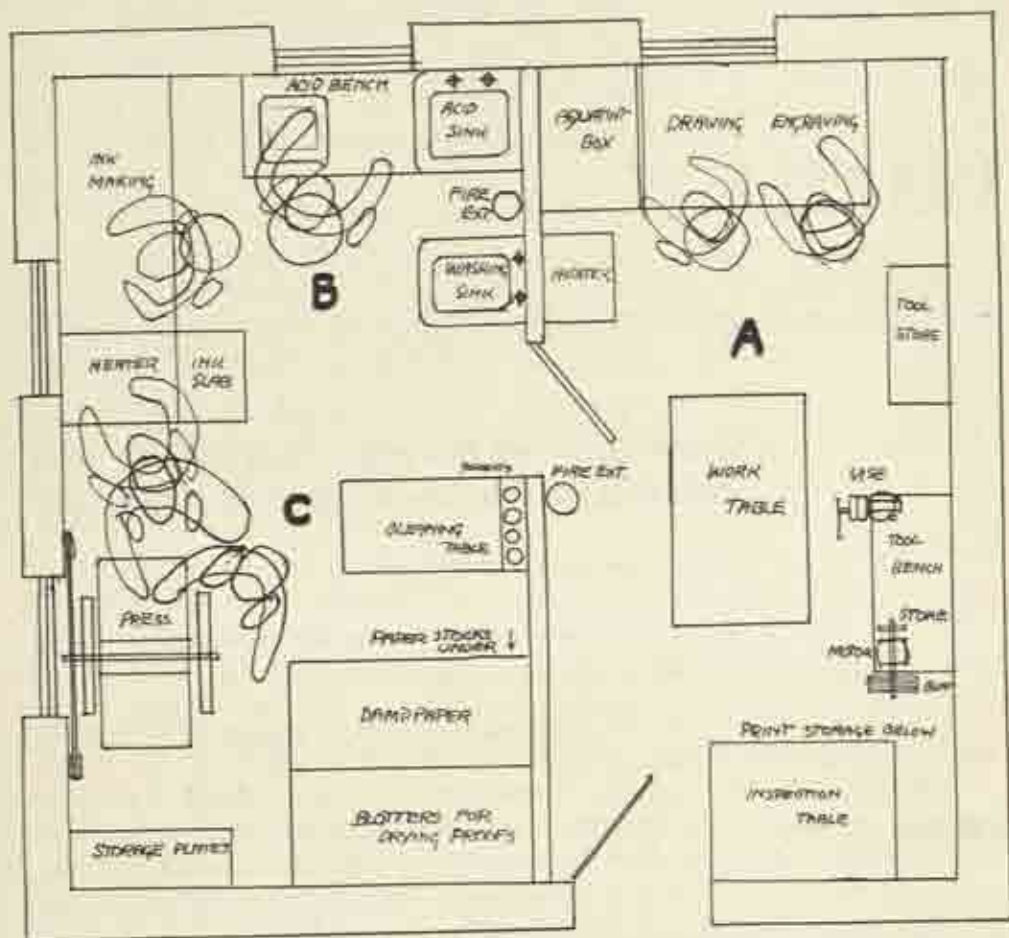 ACID BENCH
ACID
SINK
AQUATINT
BOX
DRAWING
ENGRAVING
INK
MAKING
FIRE
EXT
WASHING
SINK
B
A
HEATER
TOOL
STORE
HEATER
INK
SLAB
C
FIRE EXT.
WORK
TABLE
VISE
CLEANING
TABLE
TOOL
BENCH
PRESS
STONE
PAPER STOCKS
UNDER
MOTOR
BUFF
DAMP PAPER
PRINT STORAGE BELOW
INSPECTION
TABLE
BLOTTERS FOR
DRYING PROOFS
STORAGE PLATES